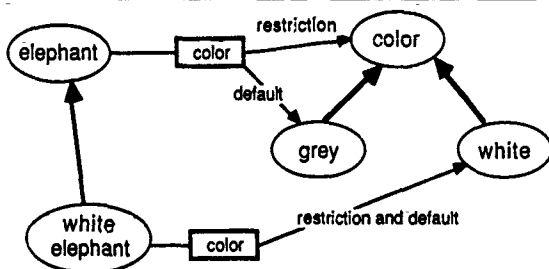 restriction
elephant
color
color
default
grey
white
white
elephant
color
restriction and default